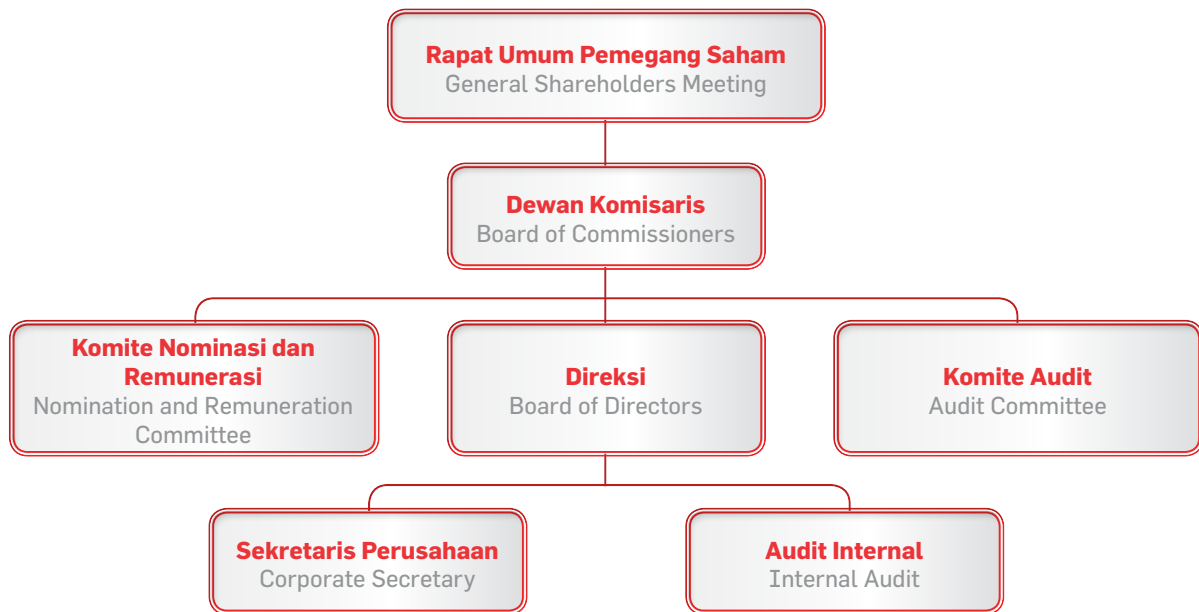 Rapat Umum Pemegang Saham
General Shareholders Meeting
Dewan Komisaris
Board of Commissioners
Komite Nominasi dan
Remunerasi
Nomination and Remuneration
Committee
Direksi
Board of Directors
Komite Audit
Audit Committee
Sekretaris Perusahaan
Corporate Secretary
Audit Internal
Internal Audit